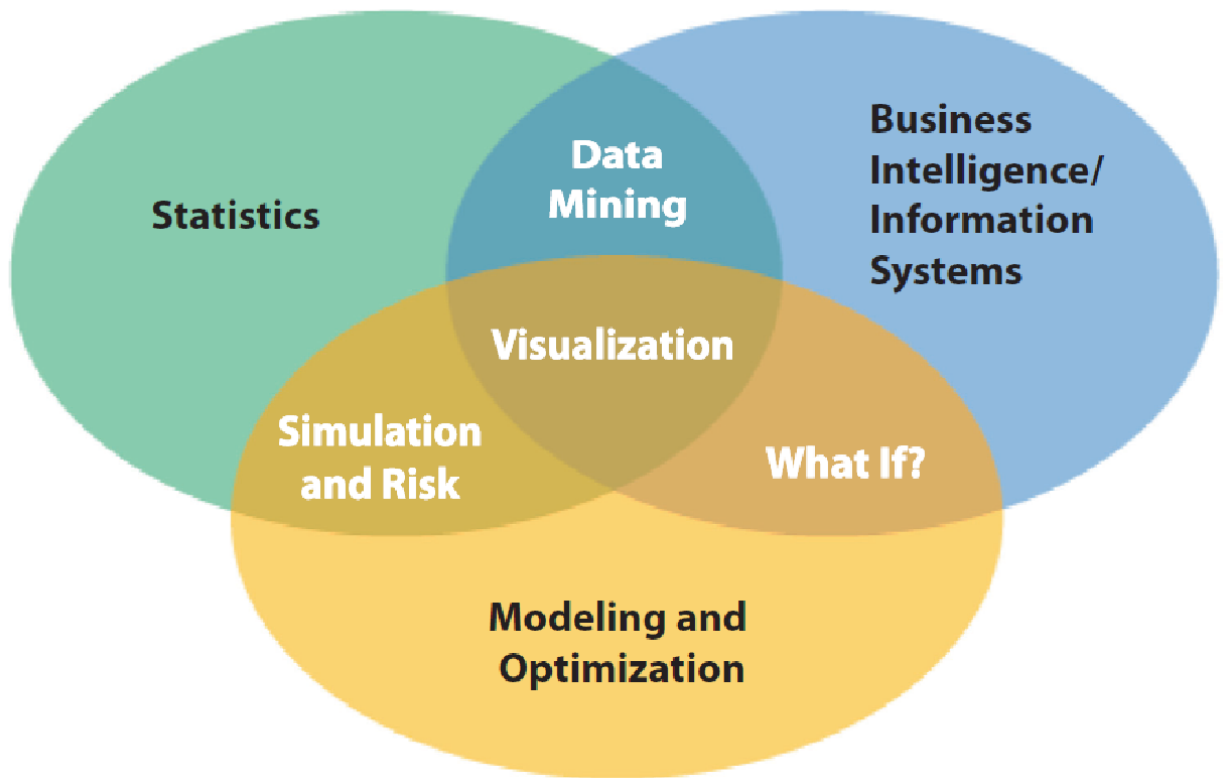 Statistics
Data
Mining
Business
Intelligence/
Information
Systems
Visualization
Simulation
and Risk
What If?
Modeling and
Optimization